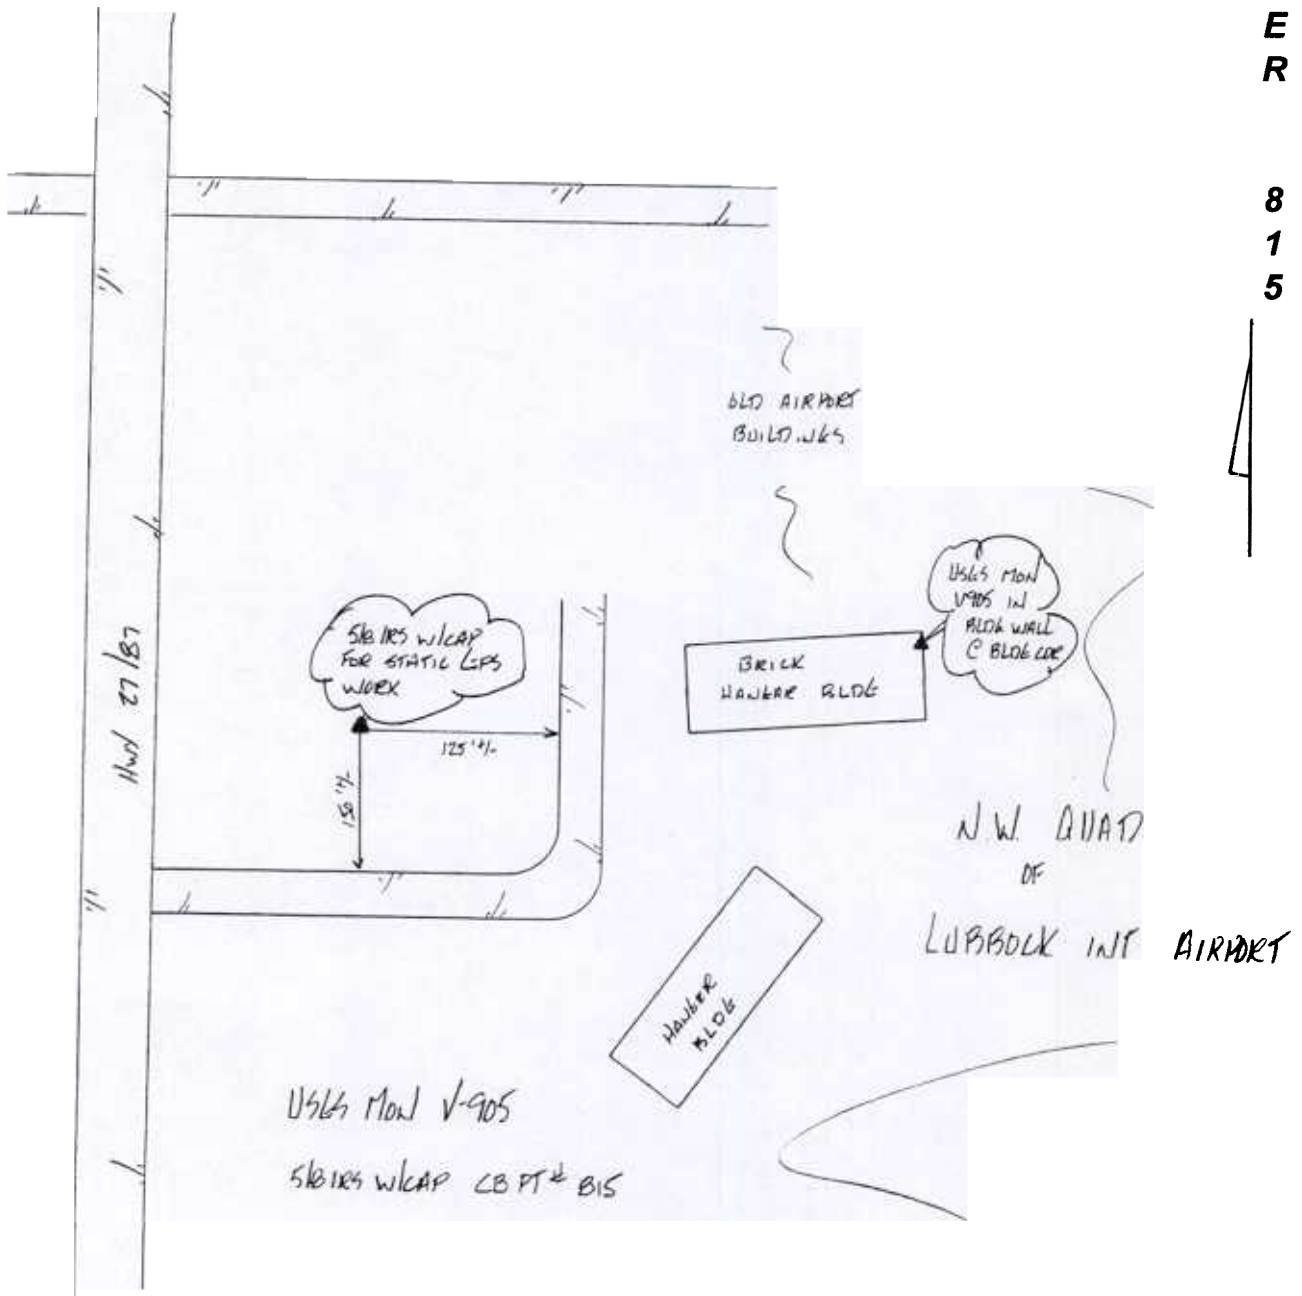 E
R
8
1
5
OLD AIRPORT
BUILDINGS
USGS MON
V905 IN
BLDG WALL
@ BLDG COR
5/8 IRS W/CAP
FOR STATIC GPS
WORK
BRICK
HANGAR BLDG
125' +/-
150' +/-
HWY 27/87
N.W. QUAD
OF
LUBBOCK INT AIRPORT
HANGER
BLDG
USGS MON V-905
5/8 IRS W/CAP CB PT# 815